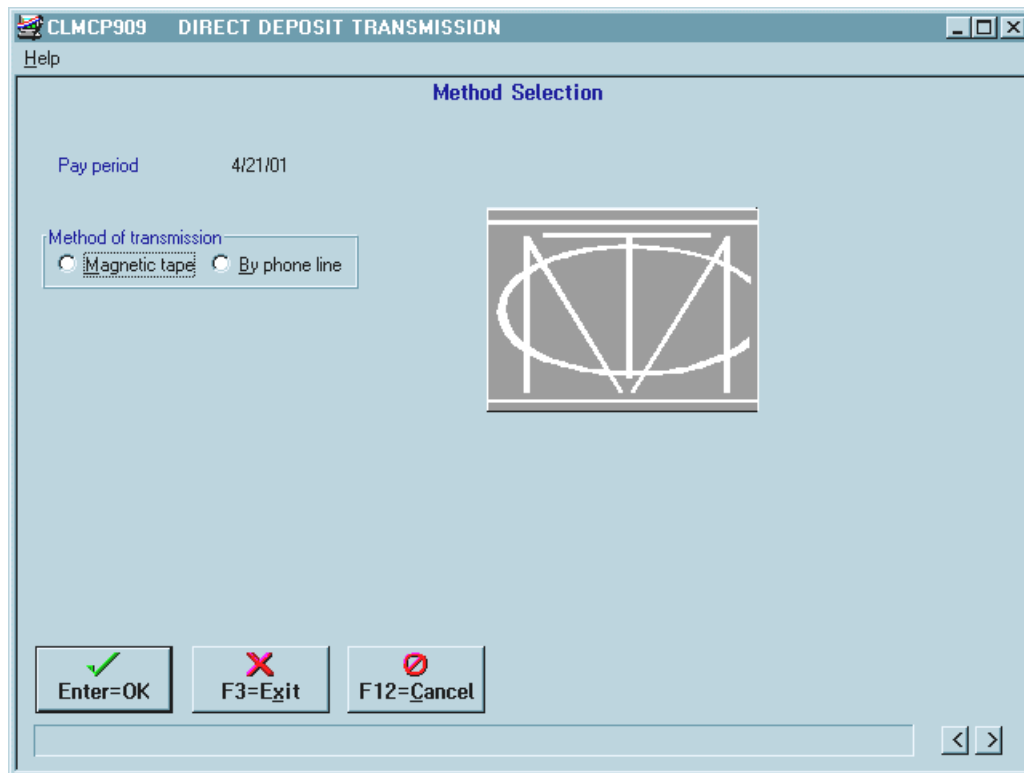 CLMCP909 DIRECT DEPOSIT TRANSMISSION
Help
Method Selection
Pay period 4/21/01
Method of transmission
Magnetic tape By phone line
Enter=OK F3=Exit F12=Cancel
< >